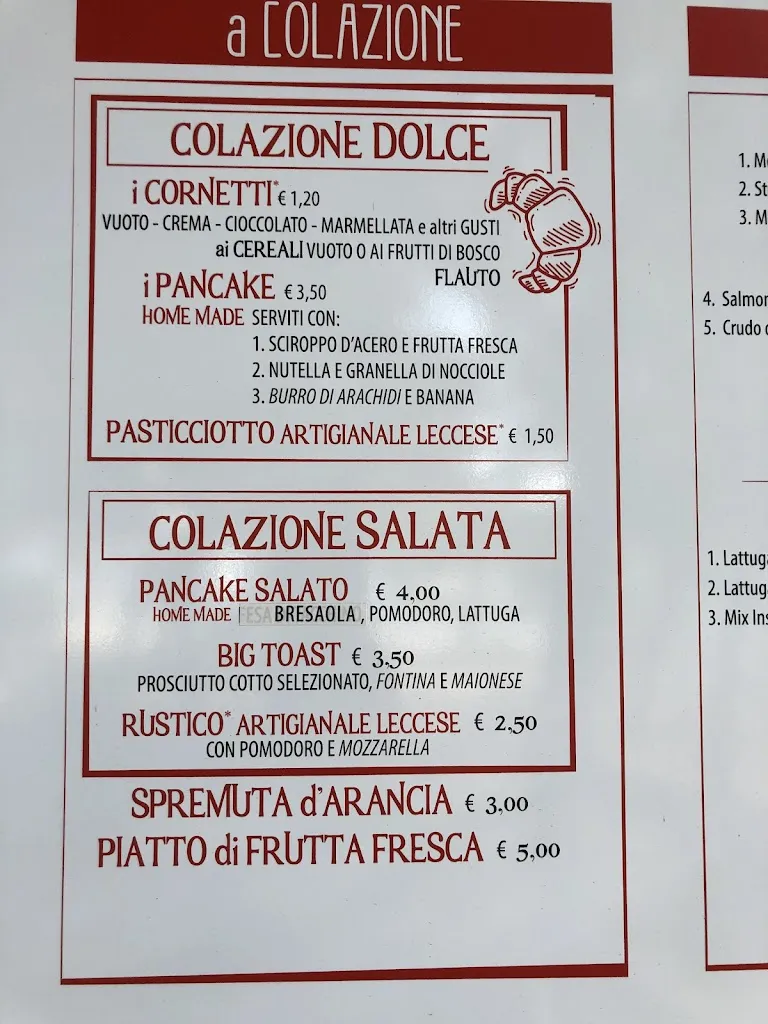 a COLAZIONE
COLAZIONE DOLCE
i CORNETTI* € 1,20
VUOTO - CREMA - CIOCCOLATO - MARMELLATA e altri GUSTI
ai CEREALI VUOTO O AI FRUTTI DI BOSCO
FLAUTO
i PANCAKE € 3,50
HOME MADE SERVITI CON:
1. SCIROPPO D'ACERO E FRUTTA FRESCA
2. NUTELLA E GRANELLA DI NOCCIOLE
3. BURRO DI ARACHIDI E BANANA
PASTICCIOTTO ARTIGIANALE LECCESE* € 1,50
COLAZIONE SALATA
PANCAKE SALATO € 4,00
HOME MADE BRESAOLA, POMODORO, LATTUGA
BIG TOAST € 3,50
PROSCIUTTO COTTO SELEZIONATO, FONTINA E MAIONESE
RUSTICO* ARTIGIANALE LECCESE € 2,50
CON POMODORO E MOZZARELLA
SPREMUTA d'ARANCIA € 3,00
PIATTO di FRUTTA FRESCA € 5,00
1. M
2. St
3. M
4. Salmon
5. Crudo
1. Lattuga
2. Lattug
3. Mix Ins